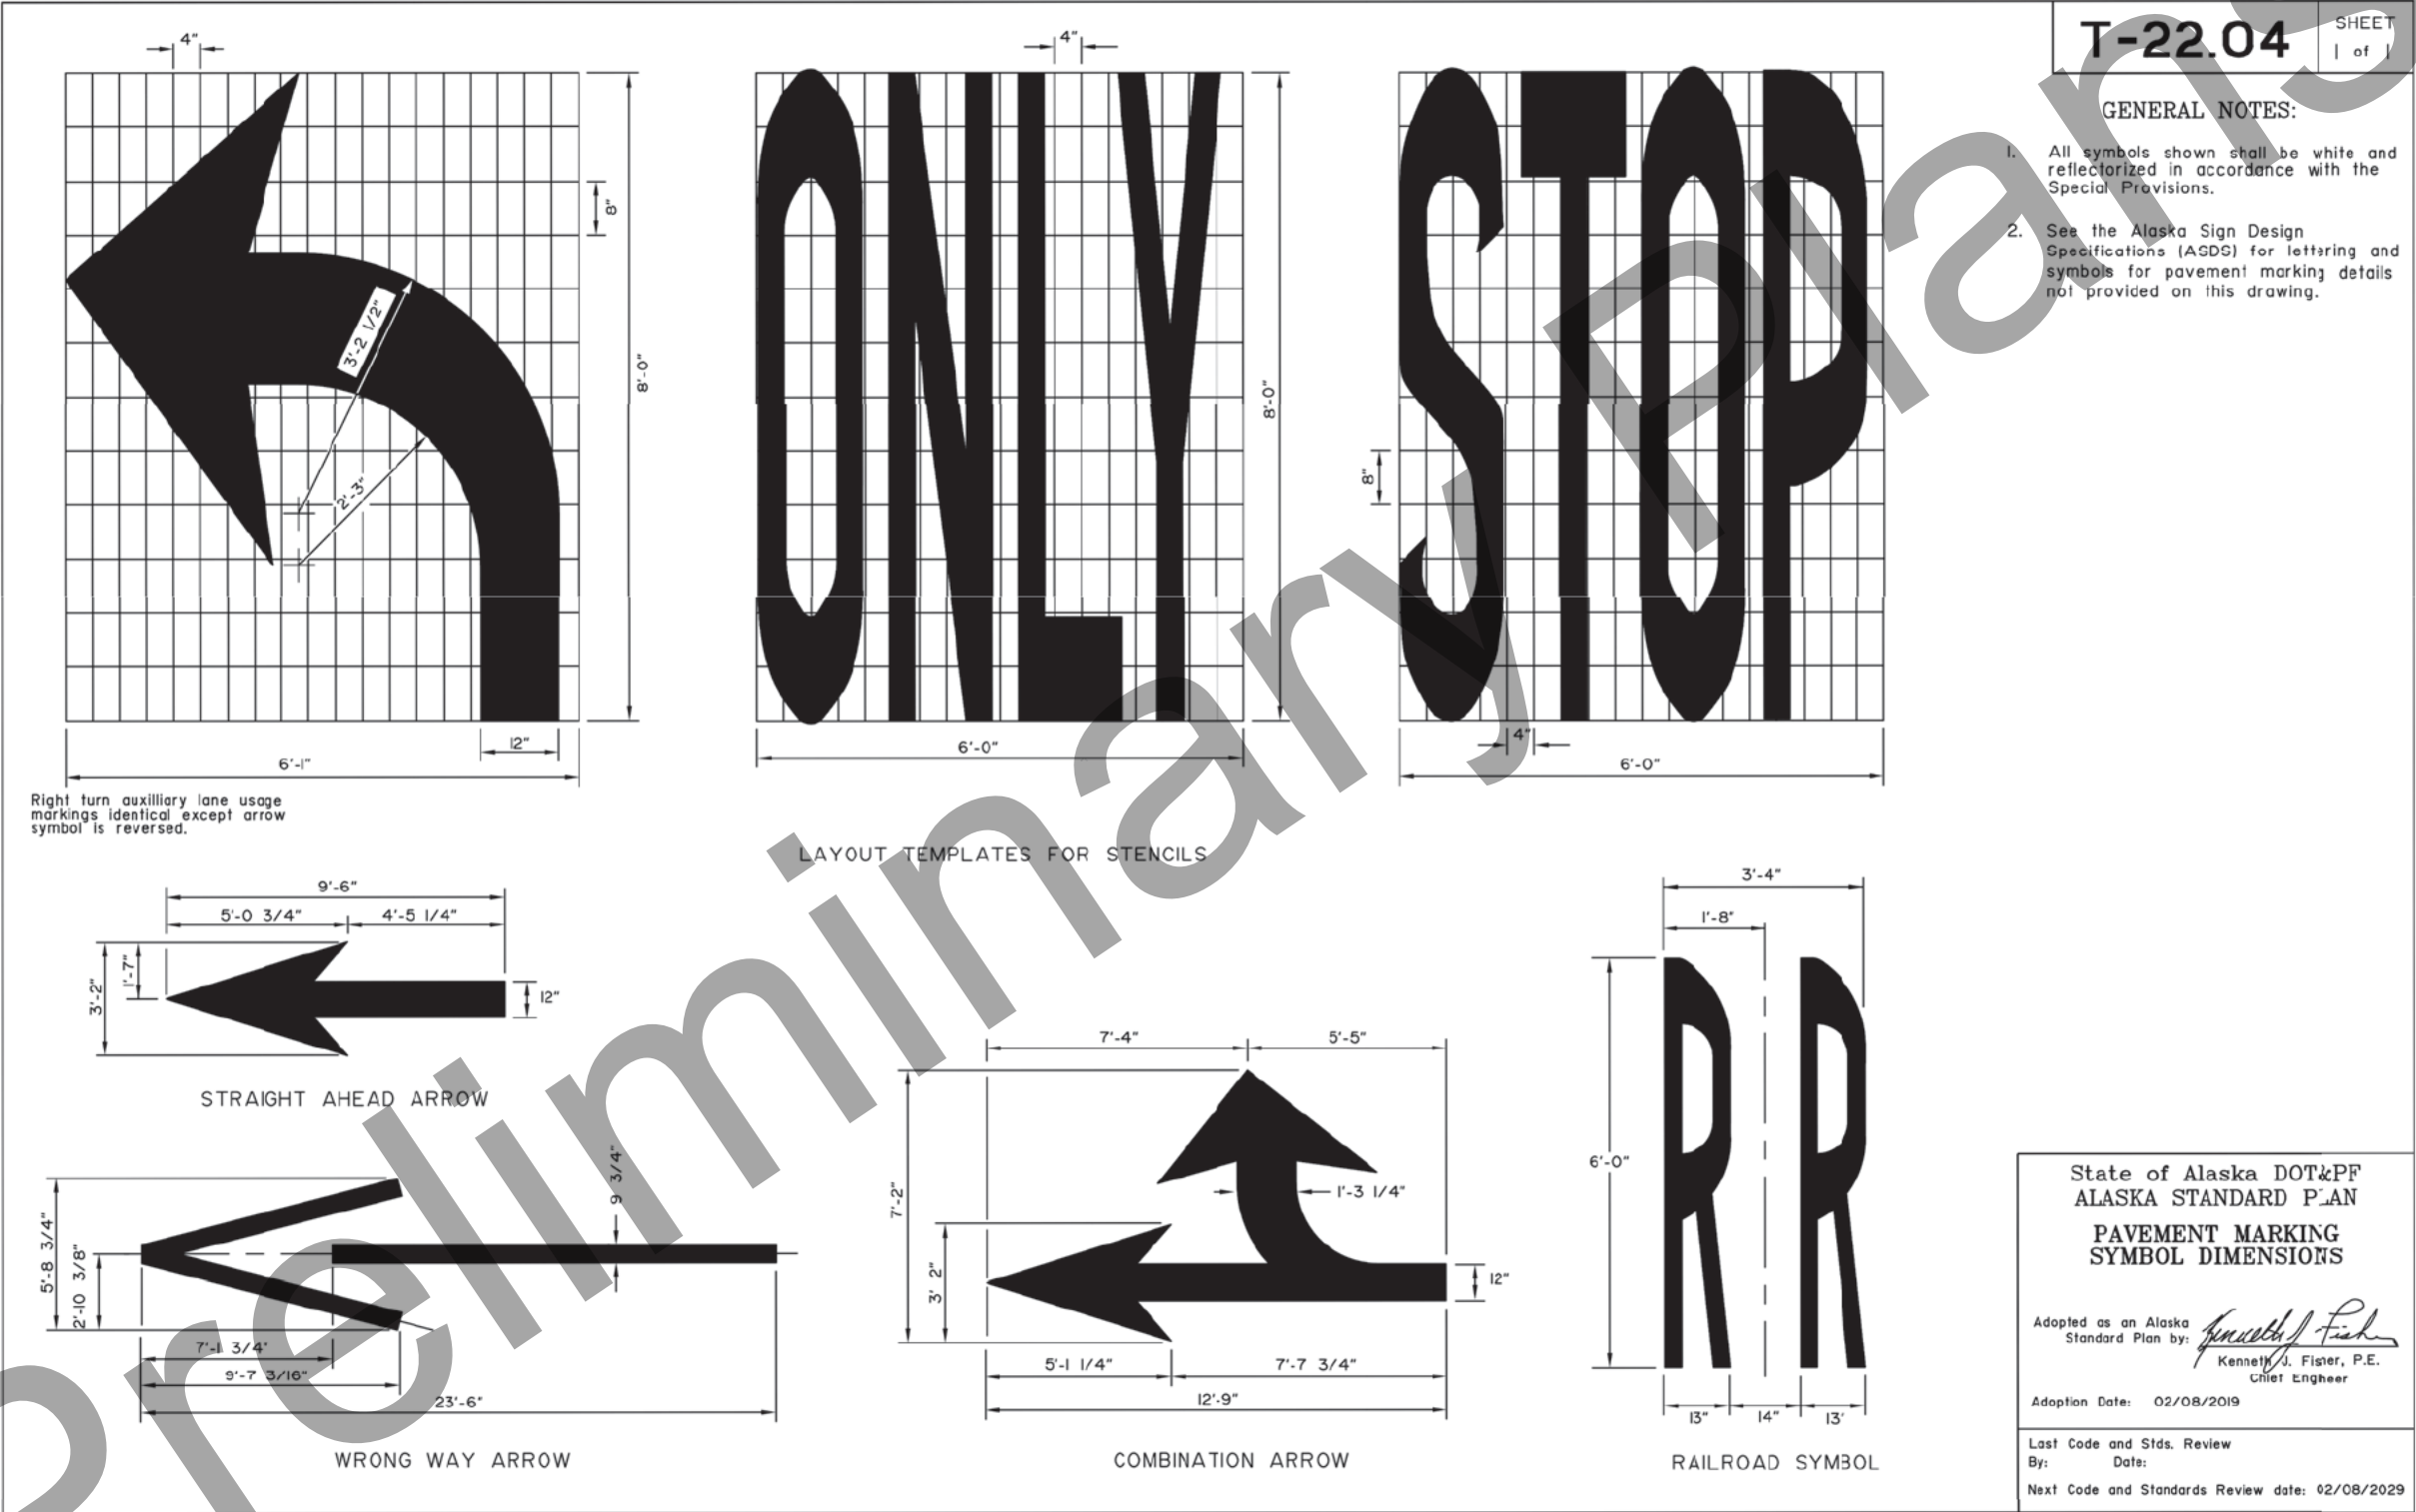 T-22.04
SHEET
1 of 1
GENERAL NOTES:
1. All symbols shown shall be white and
reflectorized in accordance with the
Special Provisions.
2. See the Alaska Sign Design
Specifications (ASDS) for lettering and
symbols for pavement marking details
not provided on this drawing.
4"
8"
8'-0"
3'-2 1/2"
2'-3"
12"
6'-1"
Right turn auxilliary lane usage
markings identical except arrow
symbol is reversed.
4"
ONLY
8'-0"
6'-0"
STOP
8"
4"
6'-0"
LAYOUT TEMPLATES FOR STENCILS
9'-6"
5'-0 3/4" 4'-5 1/4"
3'-2"
1'-7"
12"
STRAIGHT AHEAD ARROW
5'-8 3/4"
2'-10 3/8"
9 3/4"
7'-1 3/4'
9'-7 3/16"
23'-6"
WRONG WAY ARROW
7'-4" 5'-5"
7'-2"
1'-3 1/4"
3' 2"
12"
5'-1 1/4" 7'-7 3/4"
12'-9"
COMBINATION ARROW
3'-4"
1'-8"
6'-0"
RR
13" 14" 13'
RAILROAD SYMBOL
State of Alaska DOT&PF
ALASKA STANDARD PLAN
PAVEMENT MARKING
SYMBOL DIMENSIONS
Adopted as an Alaska
Standard Plan by:
Kenneth J. Fisher
Kenneth J. Fisher, P.E.
Chief Engineer
Adoption Date: 02/08/2019
Last Code and Stds. Review
By: Date:
Next Code and Standards Review date: 02/08/2029
Preliminary Plans